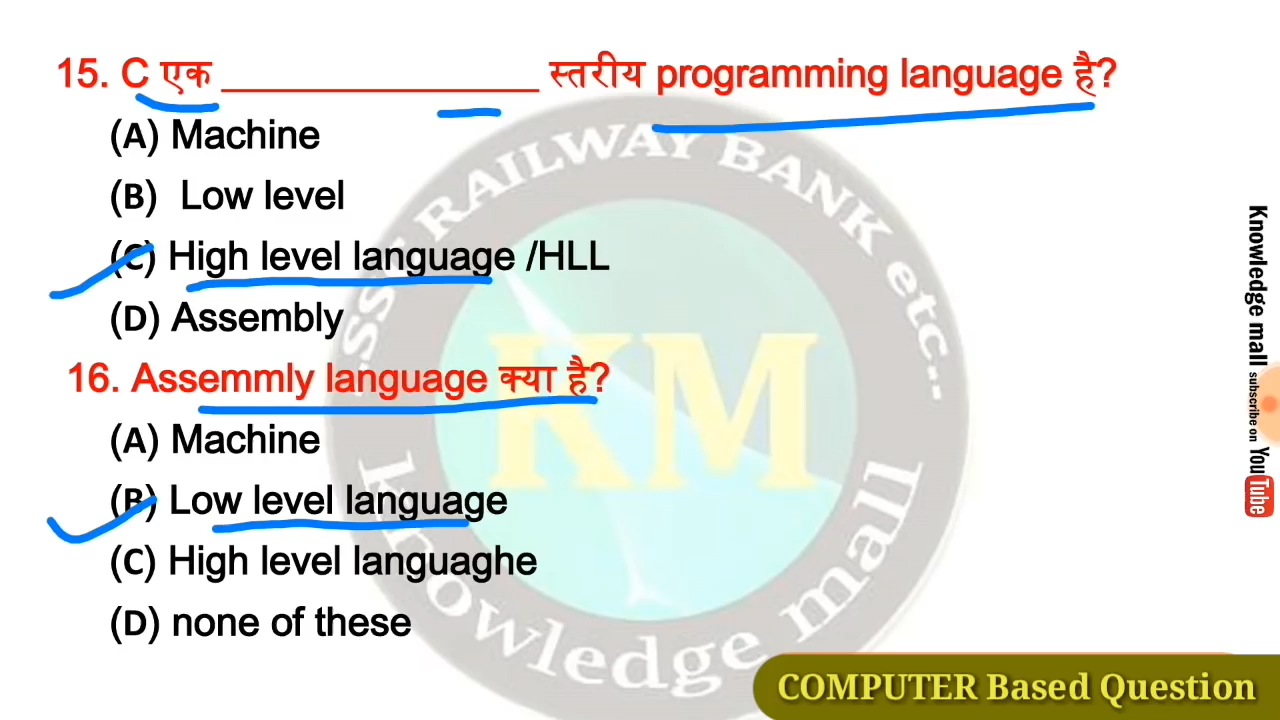 15. C एक ______________ स्तरीय programming language है?
(A) Machine
(B) Low level
(C) High level language /HLL
(D) Assembly
16. Assemmly language क्या है?
(A) Machine
(B) Low level language
(C) High level languaghe
(D) none of these
SSC RAILWAY BANK etc..
KM
knowledge mall
Knowledge mall subscribe on YouTube
COMPUTER Based Question